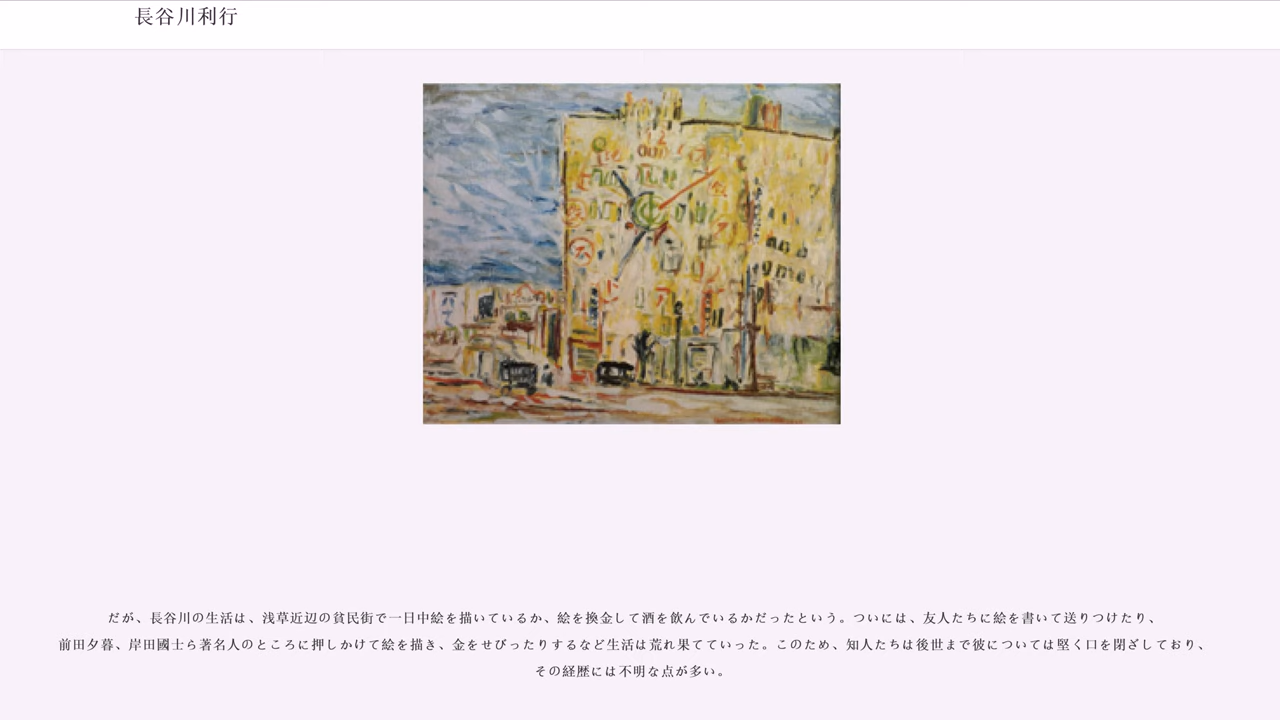 長谷川利行
だが、長谷川の生活は、浅草近辺の貧民街で一日中絵を描いているか、絵を換金して酒を飲んでいるかだったという。ついには、友人たちに絵を書いて送りつけたり、
前田夕暮、岸田國士ら著名人のところに押しかけて絵を描き、金をせびったりするなど生活は荒れ果てていった。このため、知人たちは後世まで彼については堅く口を閉ざしており、
その経歴には不明な点が多い。